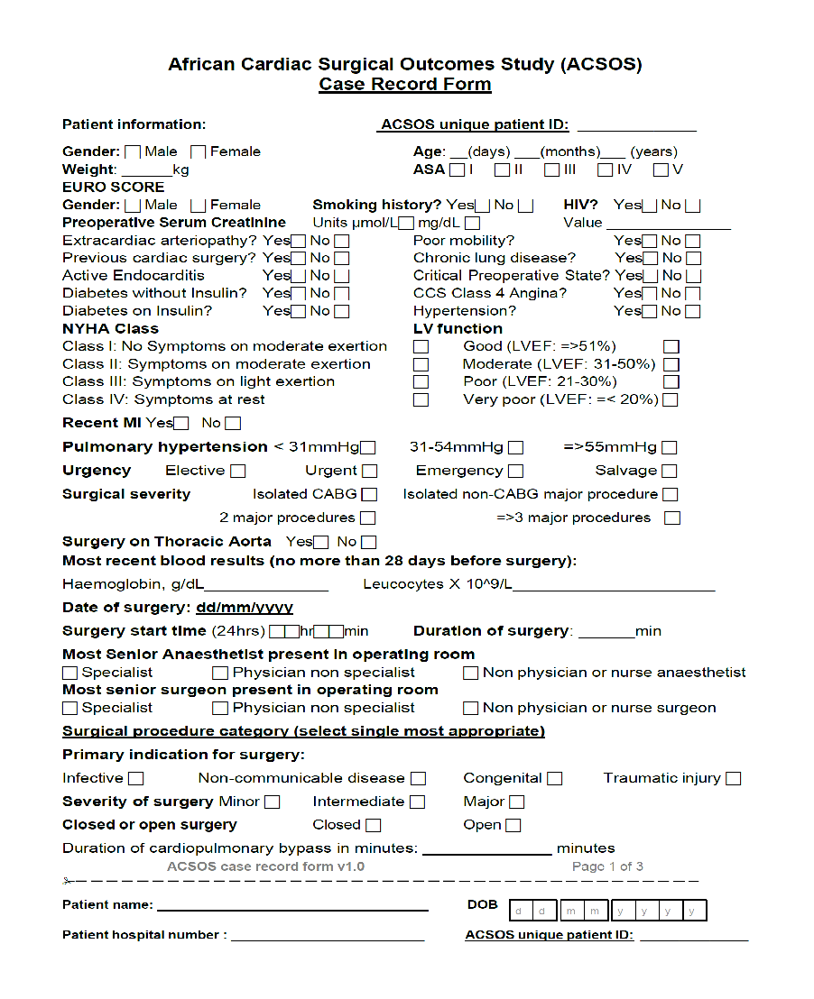 African Cardiac Surgical Outcomes Study (ACSOS)
Case Record Form
Patient information: ACSOS unique patient ID: ______________
Gender: ☐ Male ☐ Female Age: __(days) ___(months)___ (years)
Weight: ______kg ASA ☐ I ☐ II ☐ III ☐ IV ☐ V
EURO SCORE
Gender: ☐ Male ☐ Female Smoking history? Yes☐ No ☐ HIV? Yes☐ No ☐
Preoperative Serum Creatinine Units µmol/L☐ mg/dL ☐ Value ______________
Extracardiac arteriopathy? Yes☐ No ☐ Poor mobility? Yes☐ No ☐
Previous cardiac surgery? Yes☐ No ☐ Chronic lung disease? Yes☐ No ☐
Active Endocarditis Yes☐ No ☐ Critical Preoperative State? Yes☐ No ☐
Diabetes without Insulin? Yes☐ No ☐ CCS Class 4 Angina? Yes☐ No ☐
Diabetes on Insulin? Yes☐ No ☐ Hypertension? Yes☐ No ☐
NYHA Class LV function
Class I: No Symptoms on moderate exertion ☐ Good (LVEF: =>51%) ☐
Class II: Symptoms on moderate exertion ☐ Moderate (LVEF: 31-50%) ☐
Class III: Symptoms on light exertion ☐ Poor (LVEF: 21-30%) ☐
Class IV: Symptoms at rest ☐ Very poor (LVEF: =< 20%) ☐
Recent MI Yes☐ No ☐
Pulmonary hypertension < 31mmHg☐ 31-54mmHg ☐ =>55mmHg ☐
Urgency Elective ☐ Urgent ☐ Emergency ☐ Salvage ☐
Surgical severity Isolated CABG ☐ Isolated non-CABG major procedure ☐
2 major procedures ☐ =>3 major procedures ☐
Surgery on Thoracic Aorta Yes☐ No ☐
Most recent blood results (no more than 28 days before surgery):
Haemoglobin, g/dL______________ Leucocytes X 10^9/L______________________
Date of surgery: dd/mm/yyyy
Surgery start time (24hrs) ☐☐hr☐☐min Duration of surgery: _______min
Most Senior Anaesthetist present in operating room
☐ Specialist ☐ Physician non specialist ☐ Non physician or nurse anaesthetist
Most senior surgeon present in operating room
☐ Specialist ☐ Physician non specialist ☐ Non physician or nurse surgeon
Surgical procedure category (select single most appropriate)
Primary indication for surgery:
Infective ☐ Non-communicable disease ☐ Congenital ☐ Traumatic injury ☐
Severity of surgery Minor ☐ Intermediate ☐ Major ☐
Closed or open surgery Closed ☐ Open ☐
Duration of cardiopulmonary bypass in minutes: ________________ minutes
ACSOS case record form v1.0 Page 1 of 3
Patient name: ______________________________ DOB d d m m y y y y
Patient hospital number : ______________________ ACSOS unique patient ID: ____________